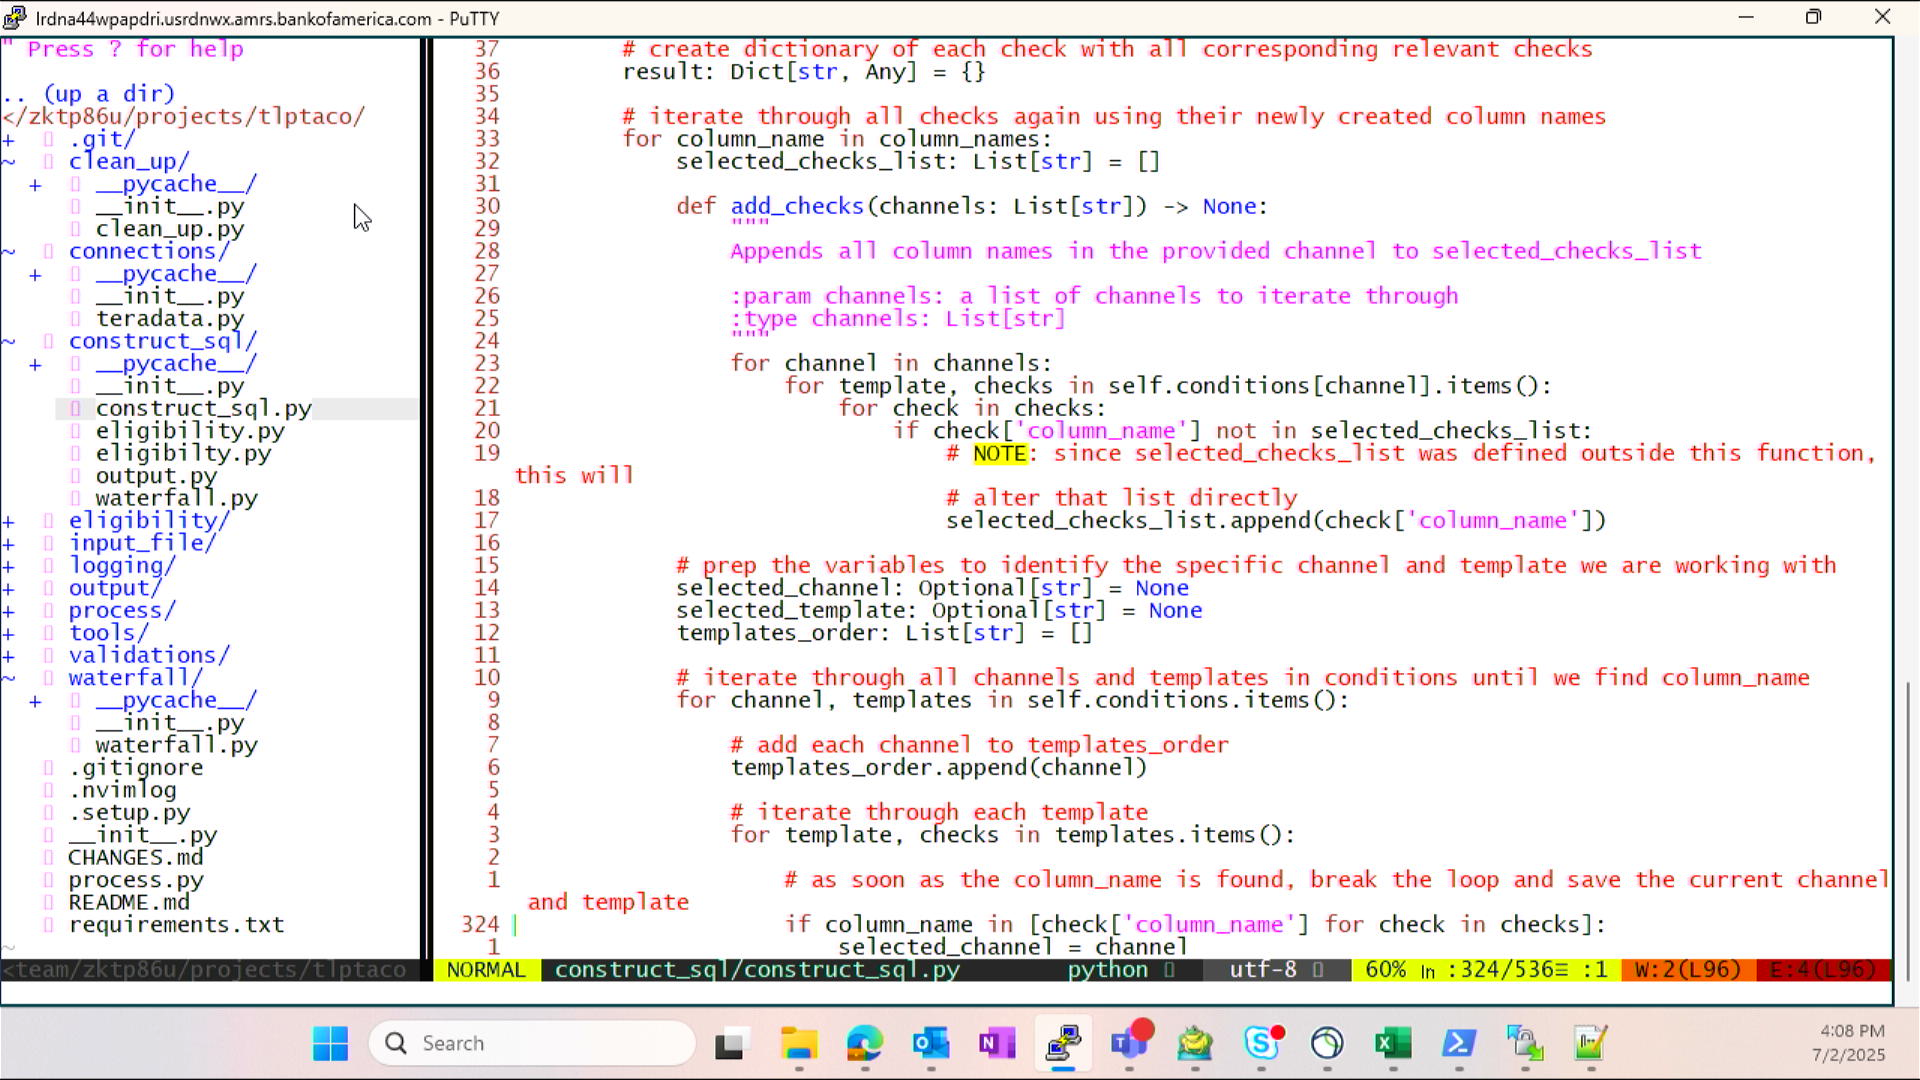 lrdna44wpapdri.usrdnwx.amrs.bankofamerica.com - PuTTY
" Press ? for help
.. (up a dir)
</zktp86u/projects/tlptaco/
+ .git/
~ clean_up/
+ __pycache__/
__init__.py
clean_up.py
~ connections/
+ __pycache__/
__init__.py
teradata.py
~ construct_sql/
+ __pycache__/
__init__.py
construct_sql.py
eligibility.py
eligibilty.py
output.py
waterfall.py
+ eligibility/
+ input_file/
+ logging/
+ output/
+ process/
+ tools/
+ validations/
~ waterfall/
+ __pycache__/
__init__.py
waterfall.py
.gitignore
.nvimlog
.setup.py
__init__.py
CHANGES.md
process.py
README.md
requirements.txt
~
<team/zktp86u/projects/tlptaco
37 # create dictionary of each check with all corresponding relevant checks
36 result: Dict[str, Any] = {}
35
34 # iterate through all checks again using their newly created column names
33 for column_name in column_names:
32 selected_checks_list: List[str] = []
31
30 def add_checks(channels: List[str]) -> None:
29 """
28 Appends all column names in the provided channel to selected_checks_list
27
26 :param channels: a list of channels to iterate through
25 :type channels: List[str]
24 """
23 for channel in channels:
22 for template, checks in self.conditions[channel].items():
21 for check in checks:
20 if check['column_name'] not in selected_checks_list:
19 # NOTE: since selected_checks_list was defined outside this function,
this will
18 # alter that list directly
17 selected_checks_list.append(check['column_name'])
16
15 # prep the variables to identify the specific channel and template we are working with
14 selected_channel: Optional[str] = None
13 selected_template: Optional[str] = None
12 templates_order: List[str] = []
11
10 # iterate through all channels and templates in conditions until we find column_name
9 for channel, templates in self.conditions.items():
8
7 # add each channel to templates_order
6 templates_order.append(channel)
5
4 # iterate through each template
3 for template, checks in templates.items():
2
1 # as soon as the column_name is found, break the loop and save the current channel
and template
324 if column_name in [check['column_name'] for check in checks]:
1 selected_channel = channel
NORMAL construct_sql/construct_sql.py python utf-8 60% ln :324/536≡ :1 W:2(L96) E:4(L96)
Search
4:08 PM
7/2/2025